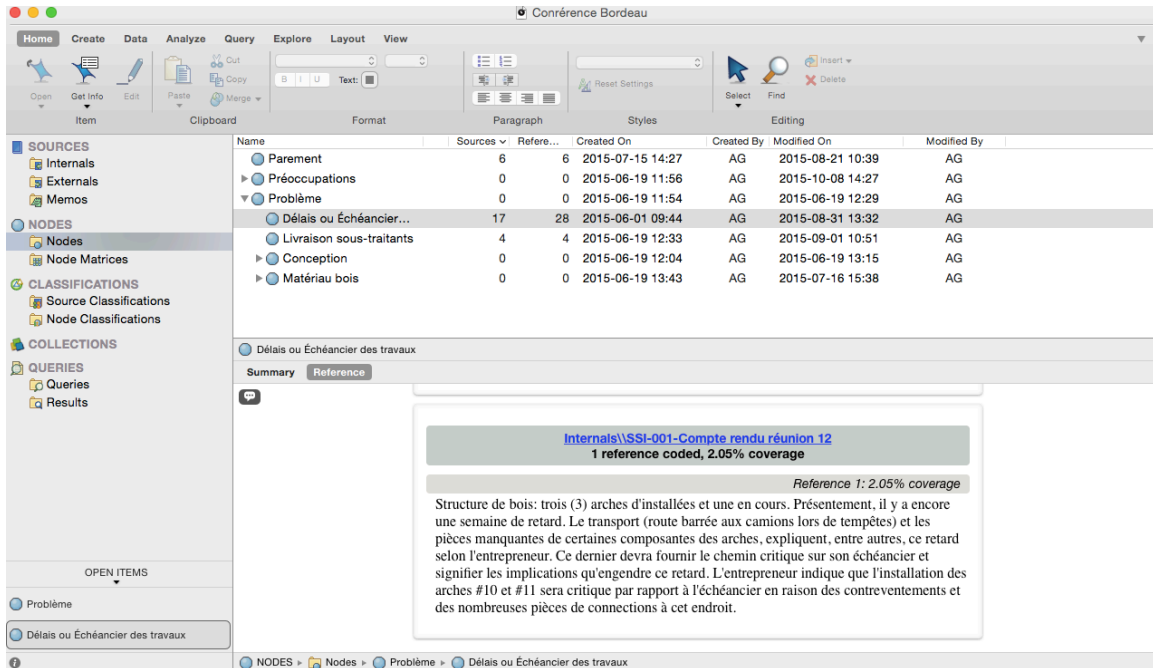 Conrérence Bordeau
Home Create Data Analyze Query Explore Layout View
Open Get Info Edit Paste Cut Copy Merge B I U Text: Reset Settings Select Find Insert Delete
Item Clipboard Format Paragraph Styles Editing
SOURCES
Internals
Externals
Memos
NODES
Nodes
Node Matrices
CLASSIFICATIONS
Source Classifications
Node Classifications
COLLECTIONS
QUERIES
Queries
Results
OPEN ITEMS
Problème
Délais ou Échéancier des travaux
Name Sources Refere... Created On Created By Modified On Modified By
Parement 6 6 2015-07-15 14:27 AG 2015-08-21 10:39 AG
Préoccupations 0 0 2015-06-19 11:56 AG 2015-10-08 14:27 AG
Problème 0 0 2015-06-19 11:54 AG 2015-06-19 12:29 AG
Délais ou Échéancier... 17 28 2015-06-01 09:44 AG 2015-08-31 13:32 AG
Livraison sous-traitants 4 4 2015-06-19 12:33 AG 2015-09-01 10:51 AG
Conception 0 0 2015-06-19 12:04 AG 2015-06-19 13:15 AG
Matériau bois 0 0 2015-06-19 13:43 AG 2015-07-16 15:38 AG
Délais ou Échéancier des travaux
Summary Reference
Internals\\SSI-001-Compte rendu réunion 12
1 reference coded, 2.05% coverage
Reference 1: 2.05% coverage
Structure de bois: trois (3) arches d'installées et une en cours. Présentement, il y a encore
une semaine de retard. Le transport (route barrée aux camions lors de tempêtes) et les
pièces manquantes de certaines composantes des arches, expliquent, entre autres, ce retard
selon l'entrepreneur. Ce dernier devra fournir le chemin critique sur son échéancier et
signifier les implications qu'engendre ce retard. L'entrepreneur indique que l'installation des
arches #10 et #11 sera critique par rapport à l'échéancier en raison des contreventements et
des nombreuses pièces de connections à cet endroit.
NODES Nodes Problème Délais ou Échéancier des travaux